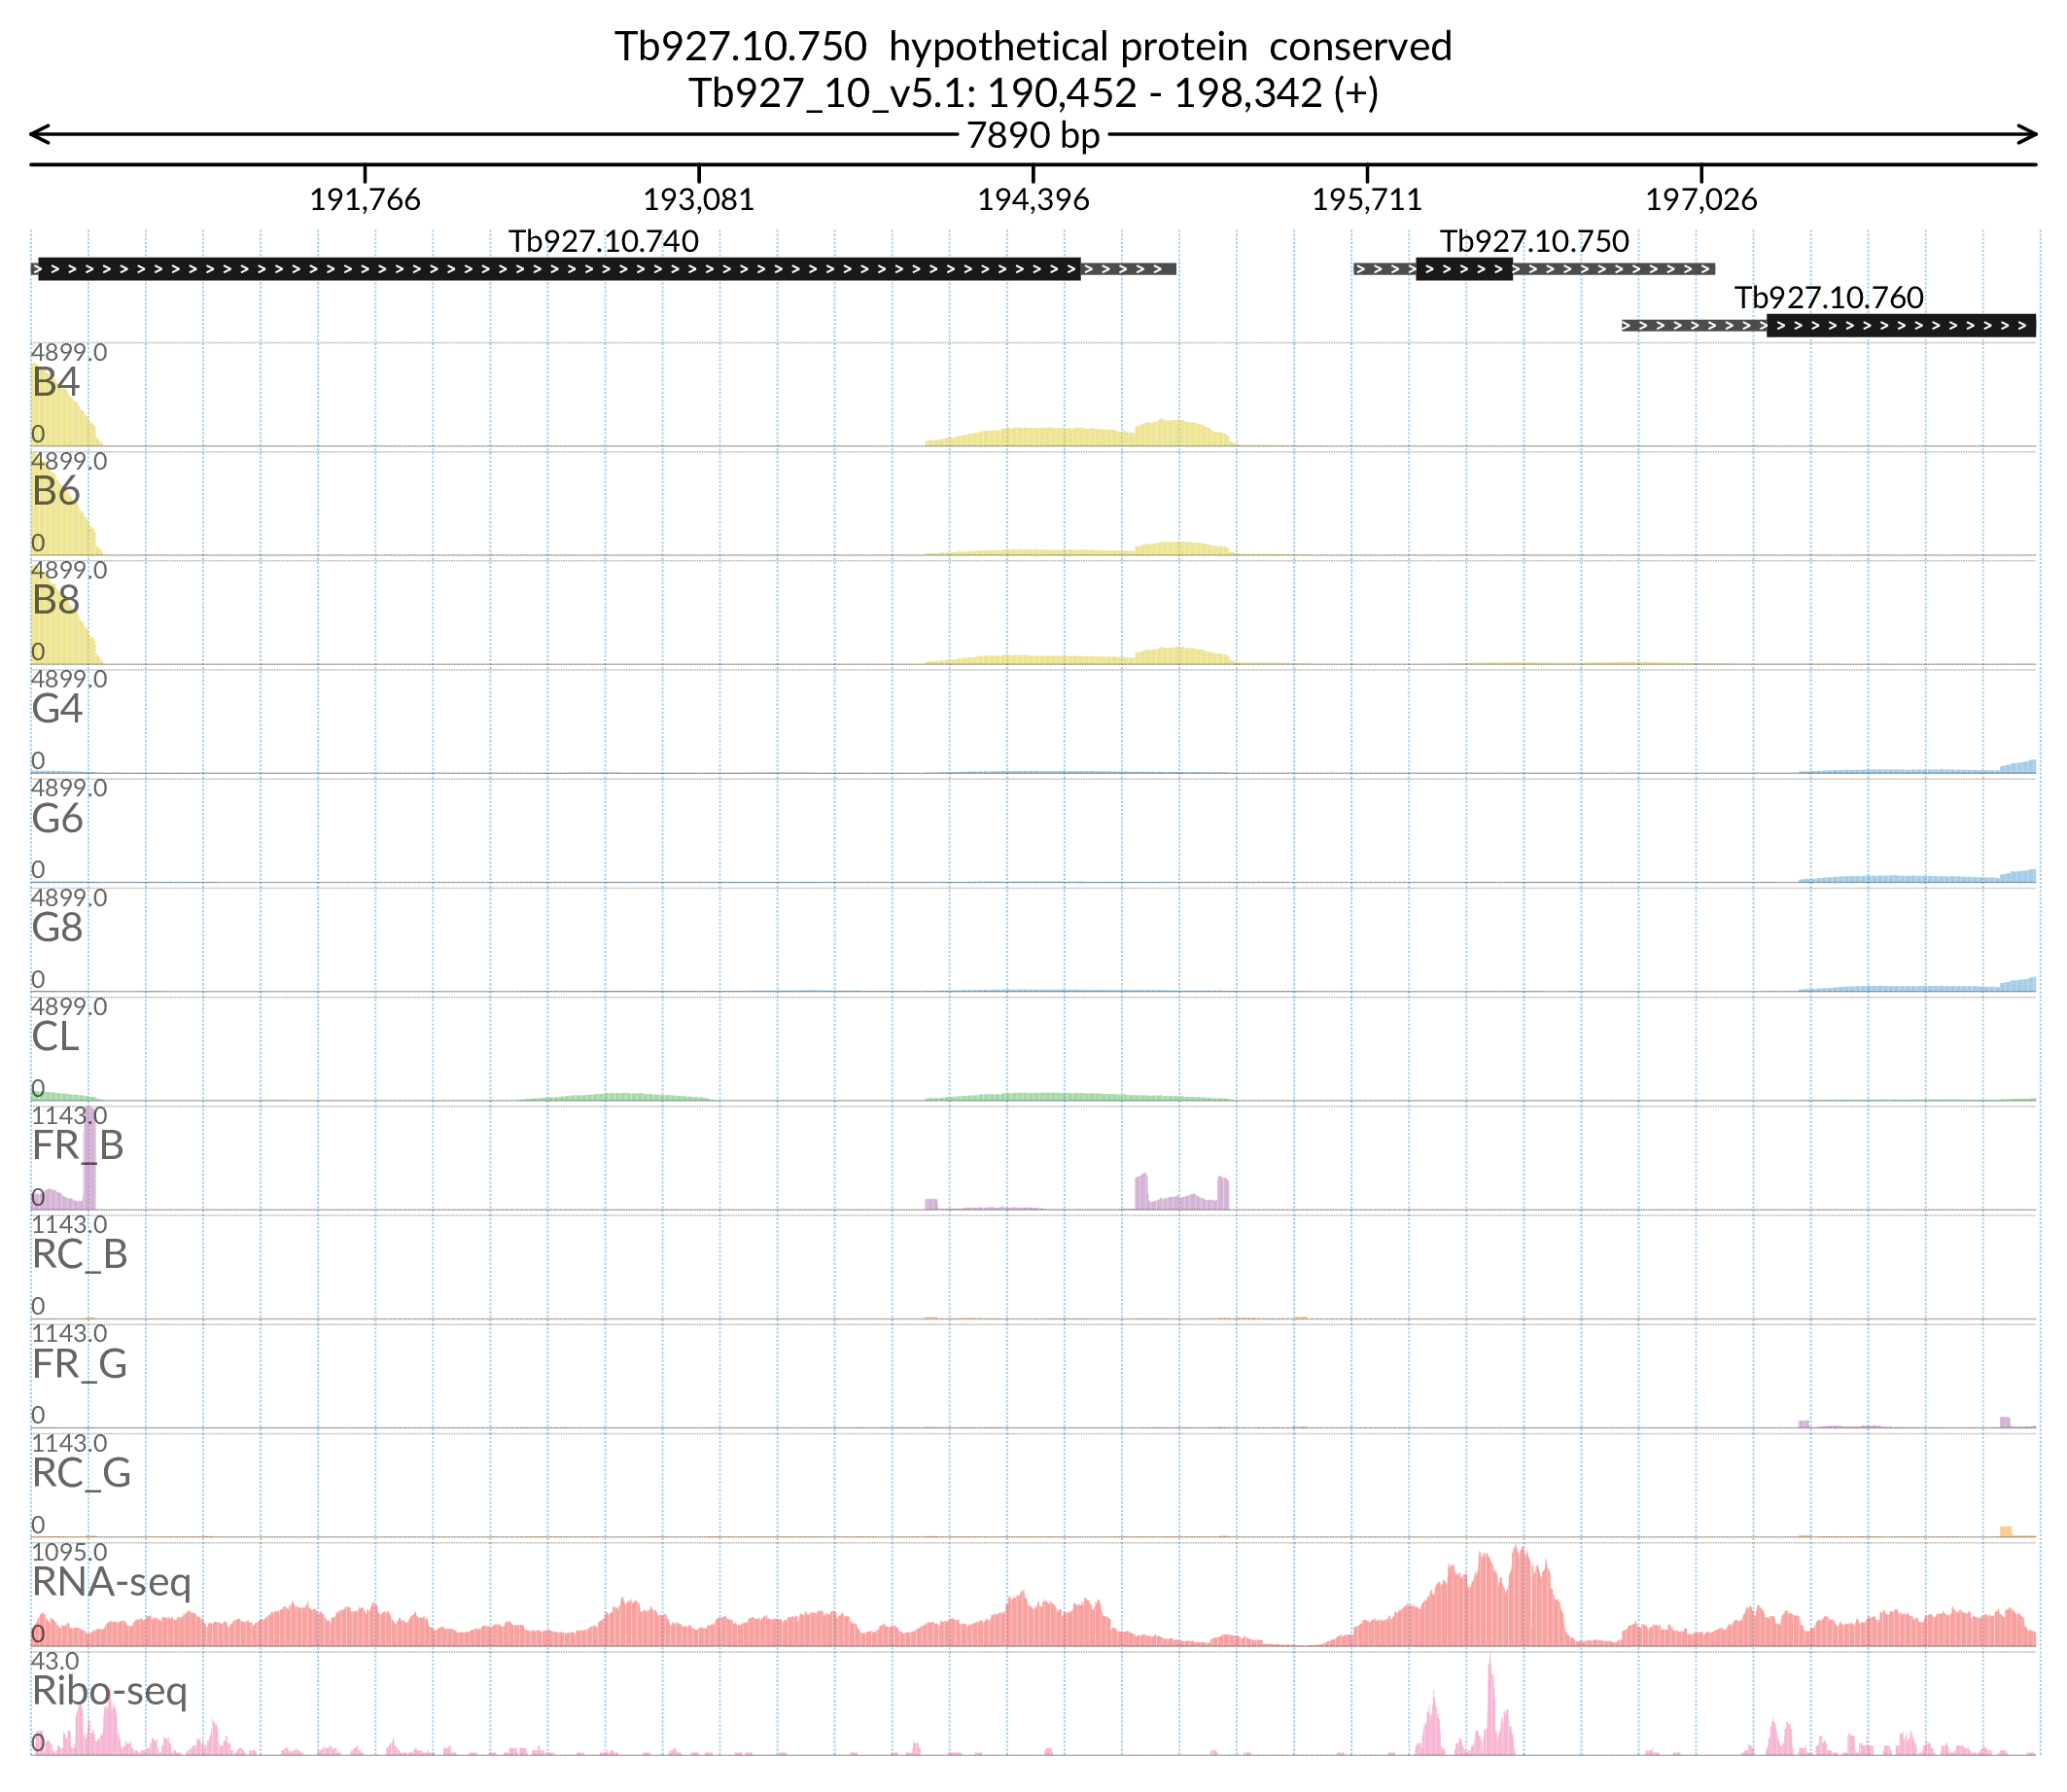 Tb927.10.750  hypothetical protein  conserved
Tb927_10_v5.1: 190,452 - 198,342 (+)
7890 bp
191,766 193,081 194,396 195,711 197,026
Tb927.10.740 Tb927.10.750
Tb927.10.760
4899.0
B4
0
4899.0
B6
0
4899.0
B8
0
4899.0
G4
0
4899.0
G6
0
4899.0
G8
0
4899.0
CL
0
1143.0
FR_B
0
1143.0
RC_B
0
1143.0
FR_G
0
1143.0
RC_G
0
1095.0
RNA-seq
0
43.0
Ribo-seq
0